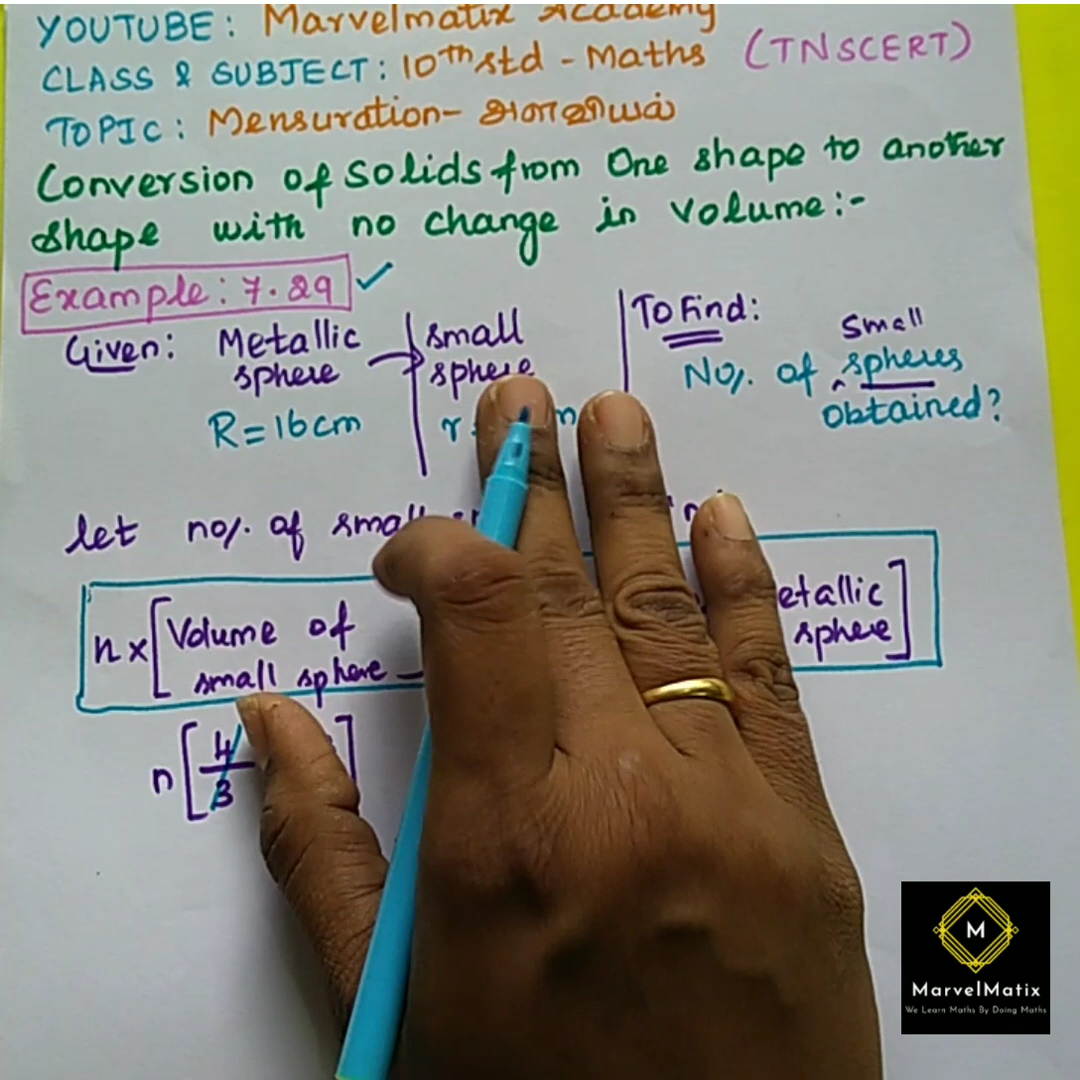 YOUTUBE: Marvelmatix Academy
CLASS & SUBJECT: 10th std - Maths (TNSCERT)
TOPIC: Mensuration- அளவியல்
Conversion of Solids from One shape to another
shape with no change in Volume:-
Example: 7.29
Given: Metallic sphere
R=16cm
small sphere
r
To Find:
No/. of small spheres
Obtained?
let no/. of small
n x [Volume of small sphere
etallic sphere]
n[4/3 ]
M
MarvelMatix
We Learn Maths By Doing Maths